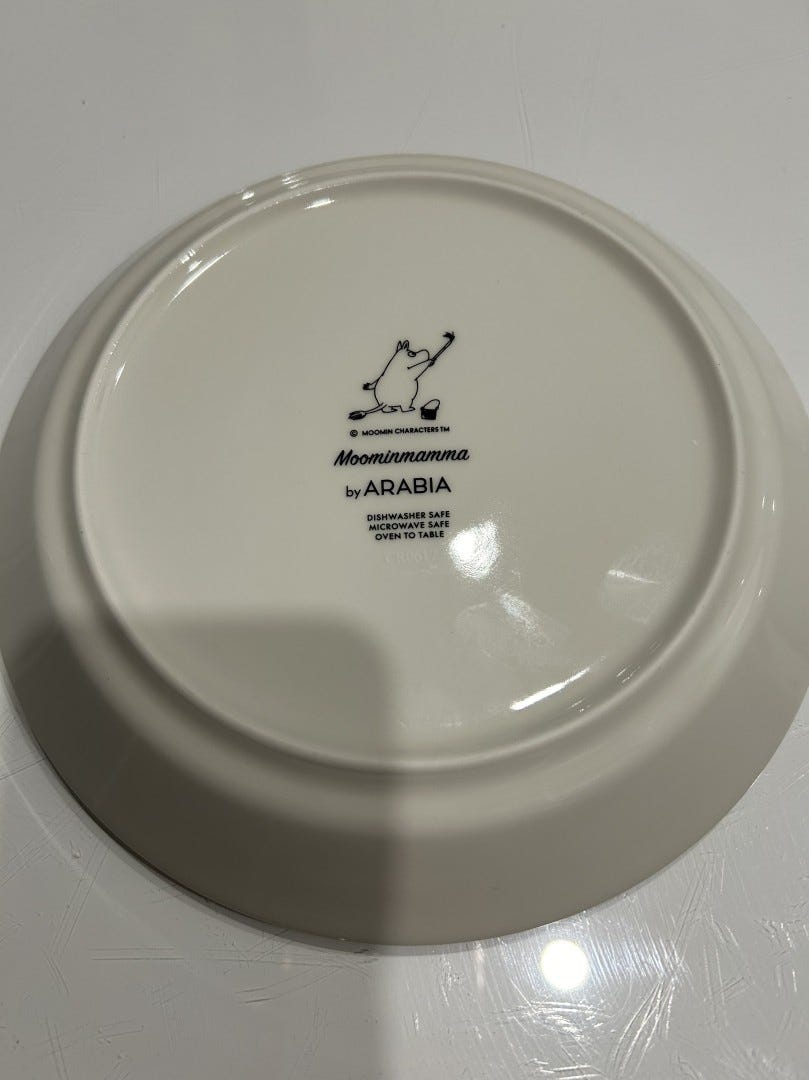 © MOOMIN CHARACTERS TM
Moominmamma
by ARABIA
DISHWASHER SAFE
MICROWAVE SAFE
OVEN TO TABLE